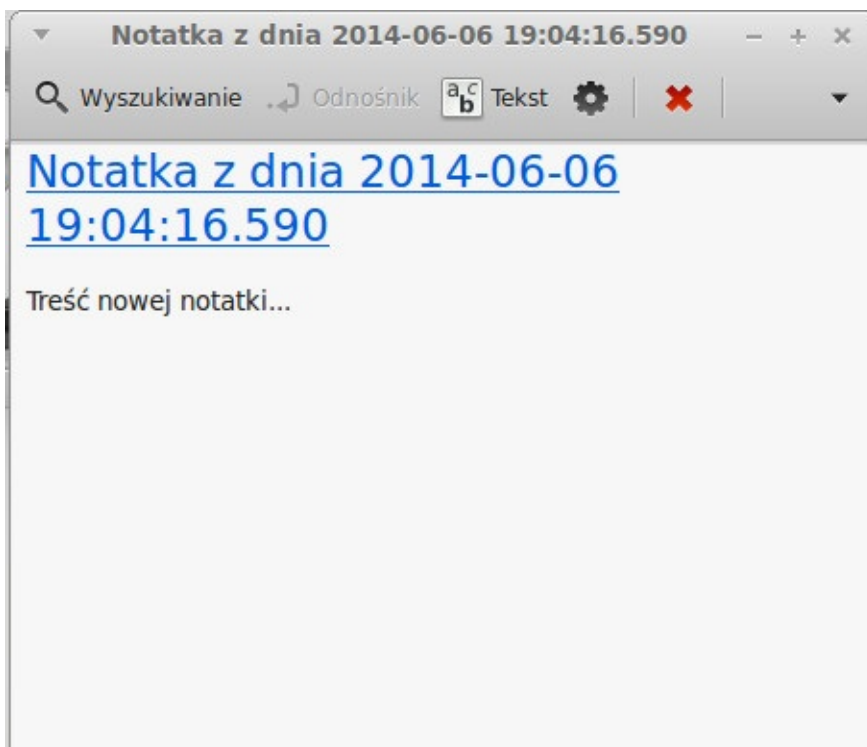 Notatka z dnia 2014-06-06 19:04:16.590
Wyszukiwanie Odnośnik abc Tekst
Notatka z dnia 2014-06-06
19:04:16.590
Treść nowej notatki...